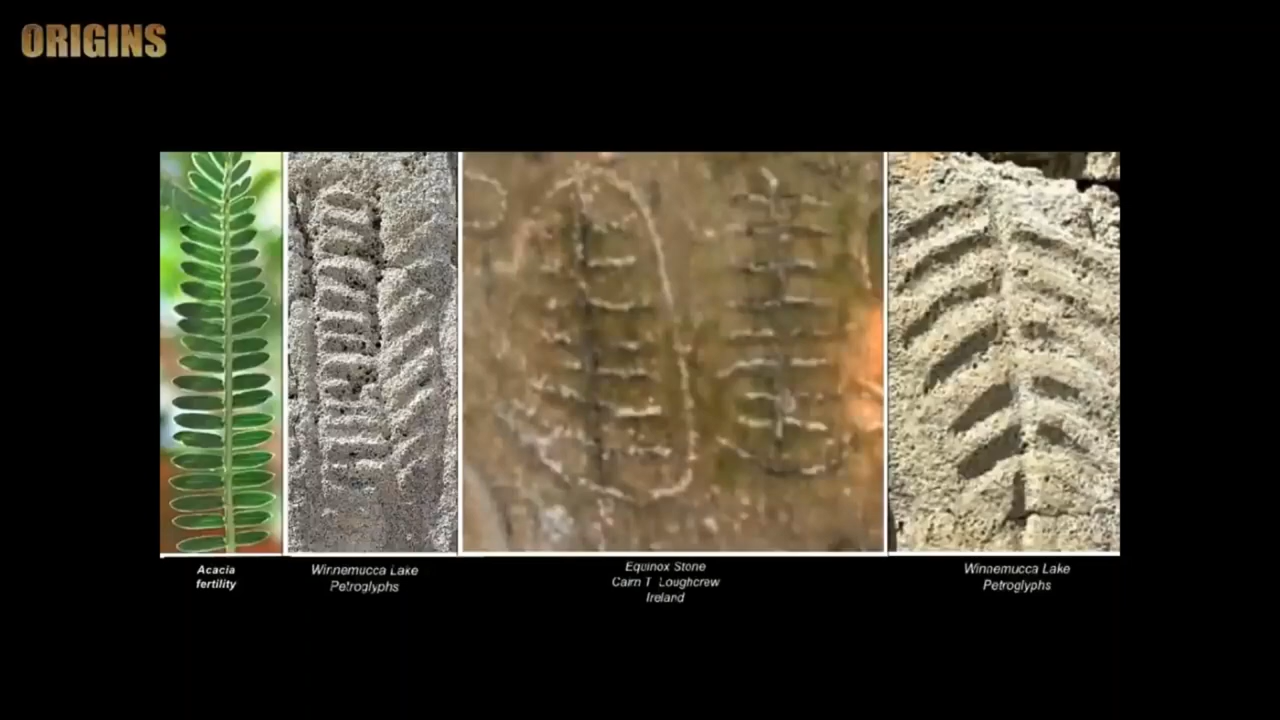 ORIGINS
Acacia
fertility
Winnemucca Lake
Petroglyphs
Equinox Stone
Cairn T Loughcrew
Ireland
Winnemucca Lake
Petroglyphs